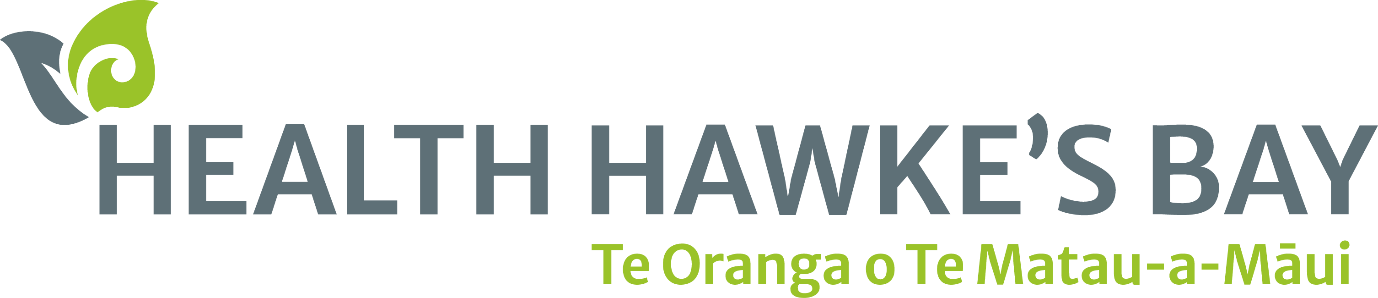 HEALTH HAWKE’S BAY
Te Oranga o Te Matau-a-Māui